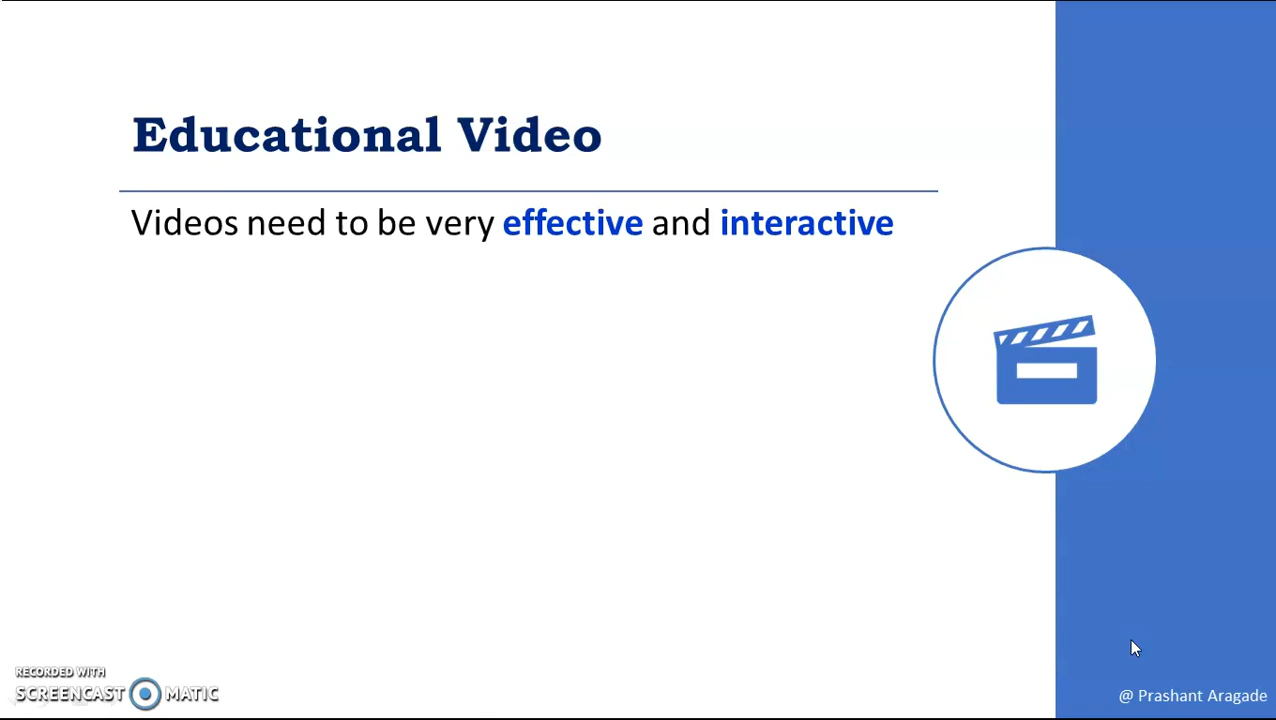 Educational Video
Videos need to be very effective and interactive
RECORDED WITH
SCREENCAST MATIC
@ Prashant Aragade